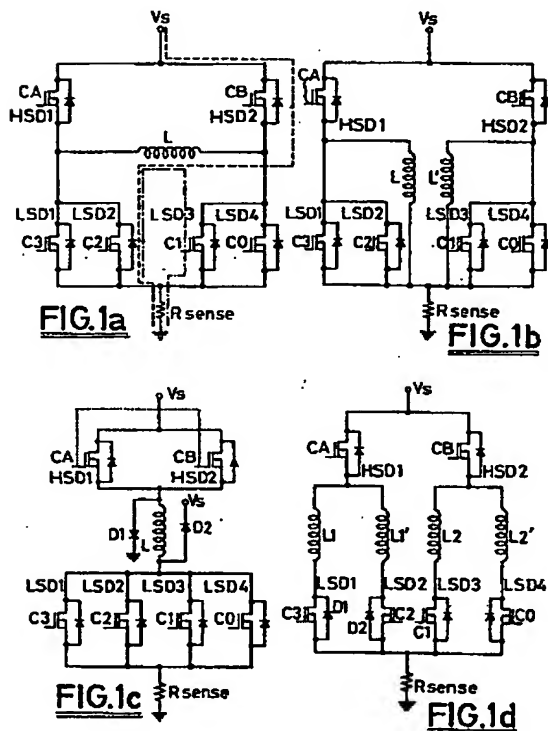 Vs
CA
HSD1
CB
HSD2
L
LSD1
LSD2
LSD3
LSD4
C3
C2
C1
C0
Rsense
FIG.1a
Vs
CA
HSD1
CB
HSD2
L
L'
LSD1
LSD2
LSD3
LSD4
C3
C2
C1
C0
Rsense
FIG.1b
Vs
CA
HSD1
CB
HSD2
Vs
D1
L
D2
LSD1
LSD2
LSD3
LSD4
C3
C2
C1
C0
Rsense
FIG.1c
Vs
CA
HSD1
CB
HSD2
L1
L1'
L2
L2'
LSD1
LSD2
LSD3
LSD4
C3
D1
D2
C2
C1
C0
Rsense
FIG.1d